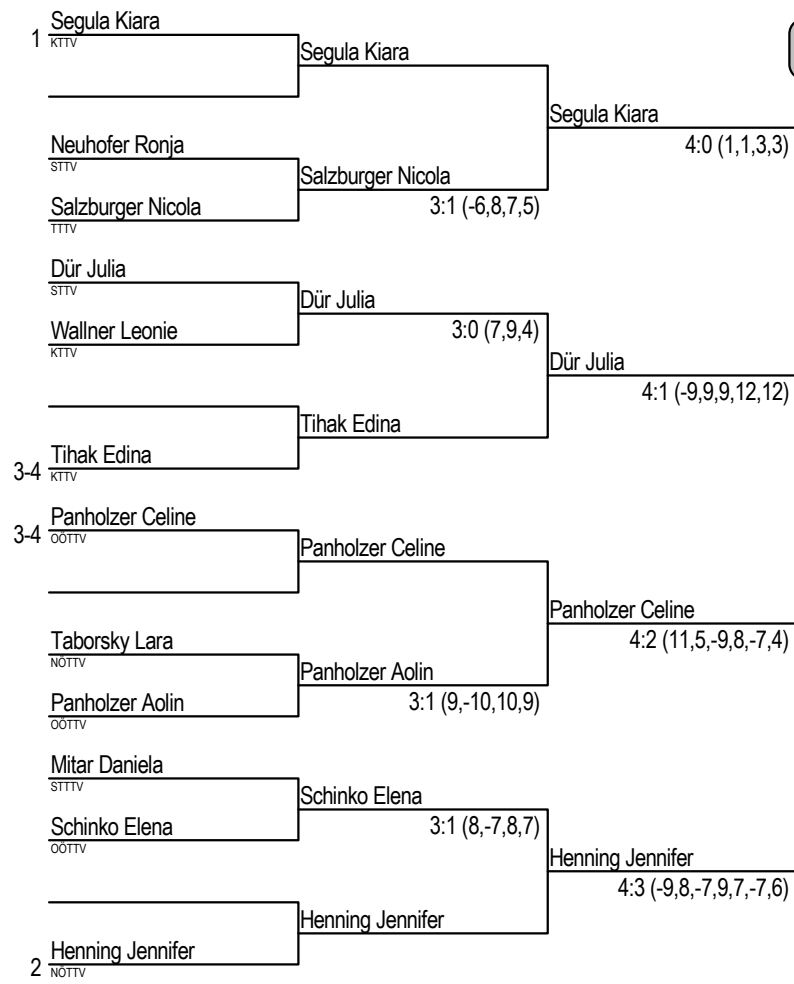 Segula Kiara
1 KTTV
Segula Kiara
Segula Kiara
4:0 (1,1,3,3)
Neuhofer Ronja
STTV
Salzburger Nicola
3:1 (-6,8,7,5)
Salzburger Nicola
TTTV
Dür Julia
STTV
Dür Julia
3:0 (7,9,4)
Wallner Leonie
KTTV
Dür Julia
4:1 (-9,9,9,12,12)
Tihak Edina
Tihak Edina
3-4 KTTV
Panholzer Celine
3-4 OÖTTV
Panholzer Celine
Panholzer Celine
4:2 (11,5,-9,8,-7,4)
Taborsky Lara
NÖTTV
Panholzer Aolin
3:1 (9,-10,10,9)
Panholzer Aolin
OÖTTV
Mitar Daniela
STTTV
Schinko Elena
3:1 (8,-7,8,7)
Schinko Elena
OÖTTV
Henning Jennifer
4:3 (-9,8,-7,9,7,-7,6)
Henning Jennifer
Henning Jennifer
2 NÖTTV